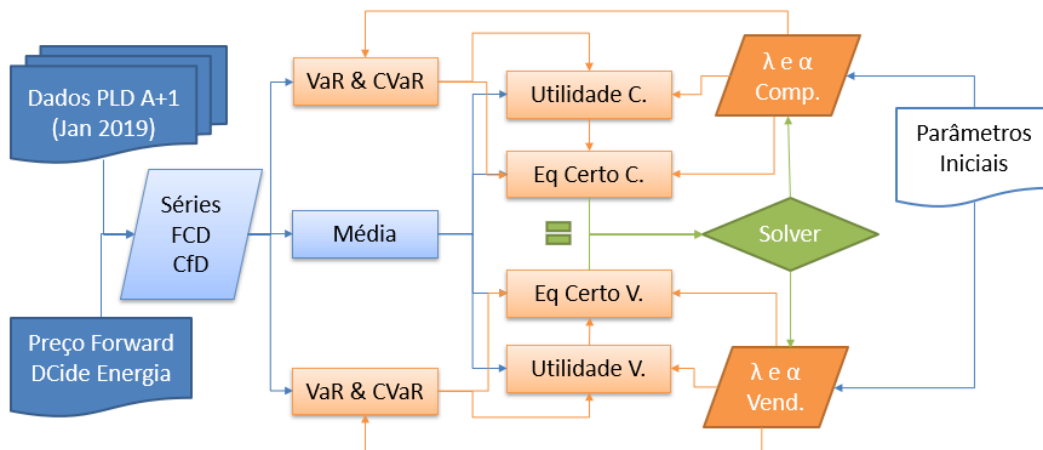 Dados PLD A+1
(Jan 2019)
Preço Forward
DCide Energia
Séries
FCD
CfD
VaR & CVaR
Média
VaR & CVaR
Utilidade C.
Eq Certo C.
=
Eq Certo V.
Utilidade V.
λ e α
Comp.
Solver
λ e α
Vend.
Parâmetros
Iniciais